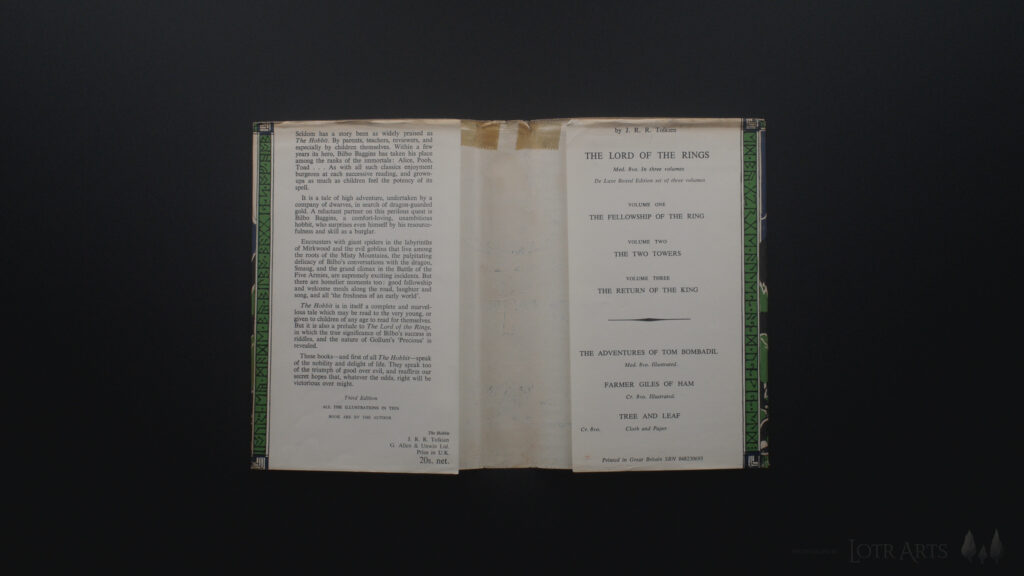 Seldom has a story been as widely praised as
The Hobbit. By parents, teachers, reviewers, and
especially by children themselves. Within a few
years its hero, Bilbo Baggins has taken his place
among the ranks of the immortals: Alice, Pooh,
Toad . . . As with all such classics enjoyment
burgeons at each successive reading, and grown-
ups as much as children feel the potency of its
spell.
It is a tale of high adventure, undertaken by a
company of dwarves, in search of dragon-guarded
gold. A reluctant partner on this perilous quest is
Bilbo Baggins, a comfort-loving, unambitious
hobbit, who surprises even himself by his resource-
fulness and skill as a burglar.
Encounters with giant spiders in the labyrinths
of Mirkwood and the evil goblins that live among
the roots of the Misty Mountains, the palpitating
delicacy of Bilbo's conversations with the dragon,
Smaug, and the grand climax in the Battle of the
Five Armies, are supremely exciting incidents. But
there are homelier moments too: good fellowship
and welcome meals along the road, laughter and
song, and all 'the freshness of an early world'.
The Hobbit is in itself a complete and marvel-
lous tale which may be read to the very young, or
given to children of any age to read for themselves.
But it is also a prelude to The Lord of the Rings,
in which the true significance of Bilbo's success in
riddles, and the nature of Gollum's 'Precious' is
revealed.
These books—and first of all The Hobbit—speak
of the nobility and delight of life. They speak too
of the triumph of good over evil, and reaffirm our
secret hopes that, whatever the odds, right will be
victorious over might.
Third Edition
ALL THE ILLUSTRATIONS IN THIS
BOOK ARE BY THE AUTHOR
The Hobbit
J. R. R. Tolkien
G. Allen & Unwin Ltd.
Price in U.K.
20s. net.
by J. R. R. Tolkien
THE LORD OF THE RINGS
Med. 8vo. In three volumes
De Luxe Boxed Edition set of three volumes
VOLUME ONE
THE FELLOWSHIP OF THE RING
VOLUME TWO
THE TWO TOWERS
VOLUME THREE
THE RETURN OF THE KING
THE ADVENTURES OF TOM BOMBADIL
Med. 8vo. Illustrated.
FARMER GILES OF HAM
Cr. 8vo. Illustrated.
TREE AND LEAF
Cr. 8vo. Cloth and Paper
Printed in Great Britain SBN
LOTR ARTS